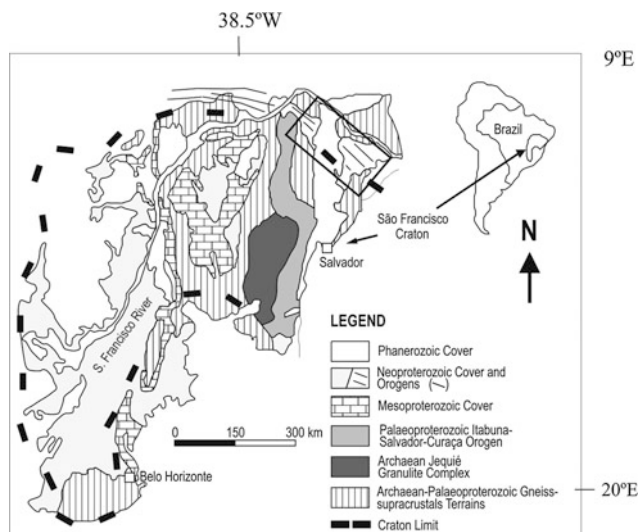 38.5ºW
9ºE
Brazil
São Francisco
Craton
Salvador
N
S. Francisco River
LEGEND
Phanerozoic Cover
Neoproterozoic Cover and
Orogens
Mesoproterozoic Cover
Palaeoproterozoic Itabuna-
Salvador-Curaça Orogen
Archaean Jequié
Granulite Complex
Archaean-Palaeoproterozoic Gneiss-
supracrustals Terrains
Craton Limit
0 150 300 km
Belo Horizonte
20ºE